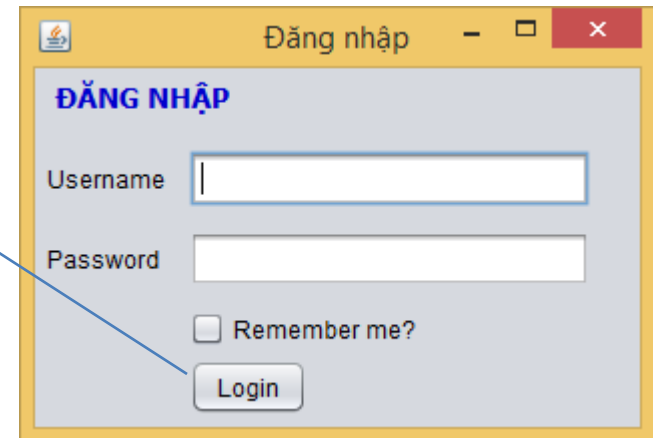 Đăng nhập
ĐĂNG NHẬP
Username
Password
Remember me?
Login